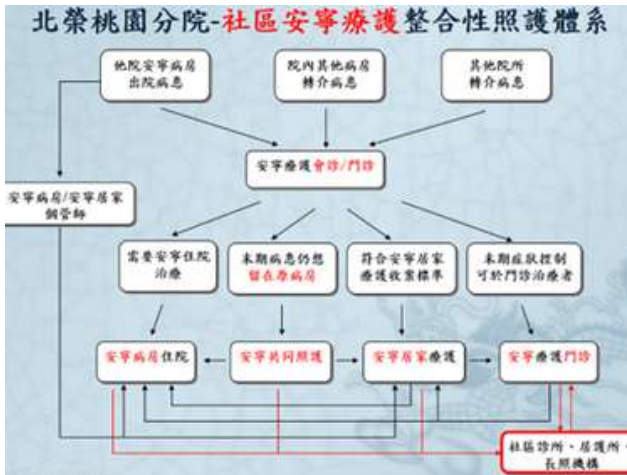 北榮桃園分院-社區安寧療護整合性照護體系
他院安寧病房
出院病患
院內其他病房
轉介病患
其他院所
轉介病患
安寧療護會診/門診
安寧病房/安寧居家
個管師
需要安寧住院
治療
末期病患仍想
留在原病房
符合安寧居家
療護收案標準
末期症狀控制
可於門診治療者
安寧病房住院
安寧共同照護
安寧居家療護
安寧療護門診
社區診所、居護所、
長照機構